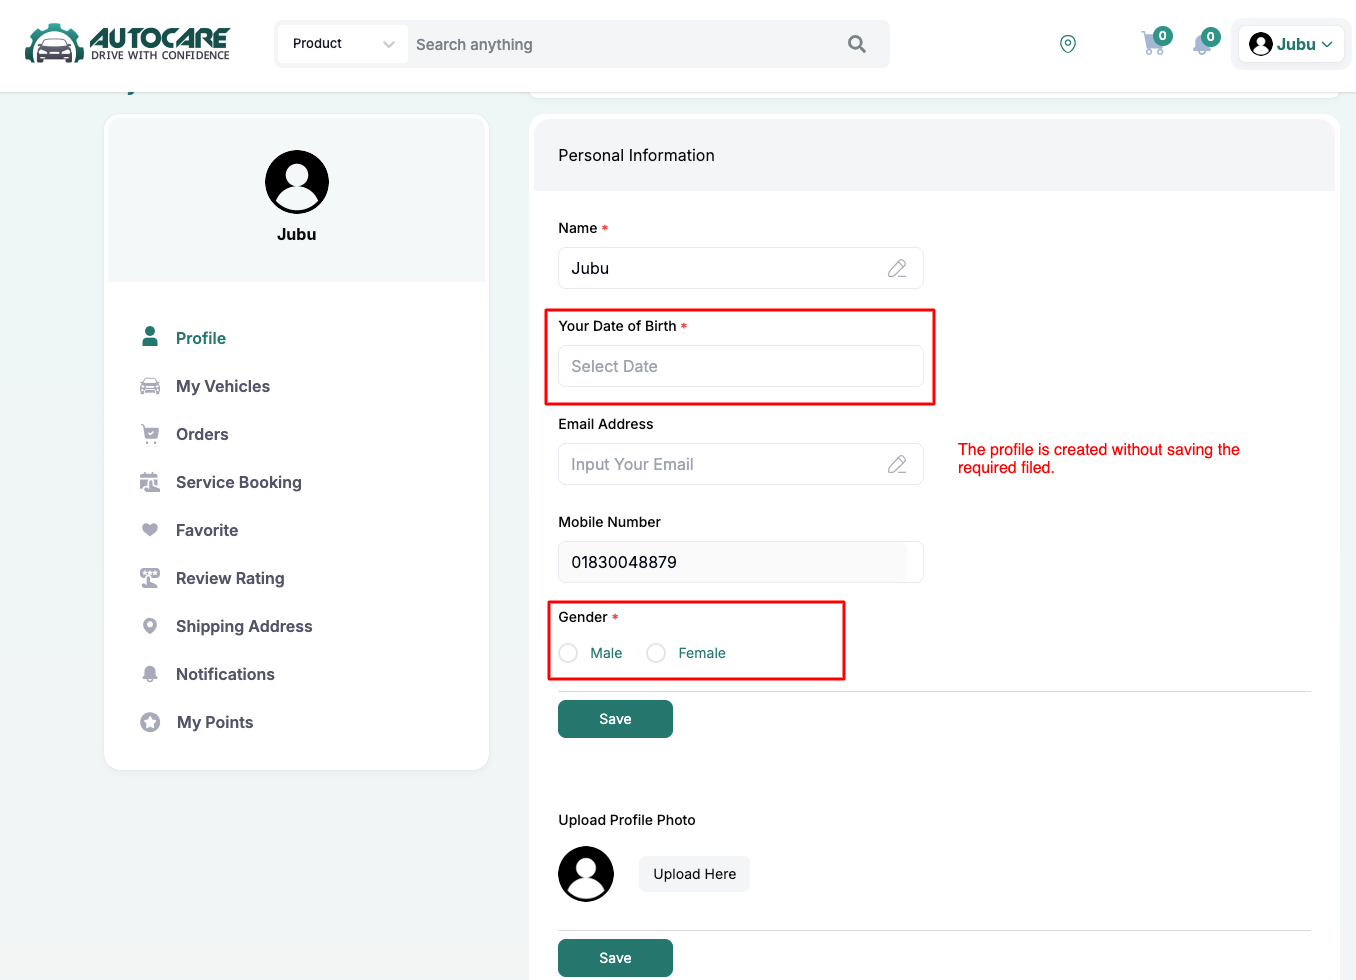 AUTOCARE
DRIVE WITH CONFIDENCE
Product
Search anything
0
0
Jubu
Jubu
Profile
My Vehicles
Orders
Service Booking
Favorite
Review Rating
Shipping Address
Notifications
My Points
Personal Information
Name *
Jubu
Your Date of Birth *
Select Date
Email Address
Input Your Email
The profile is created without saving the
required filed.
Mobile Number
01830048879
Gender *
Male Female
Save
Upload Profile Photo
Upload Here
Save